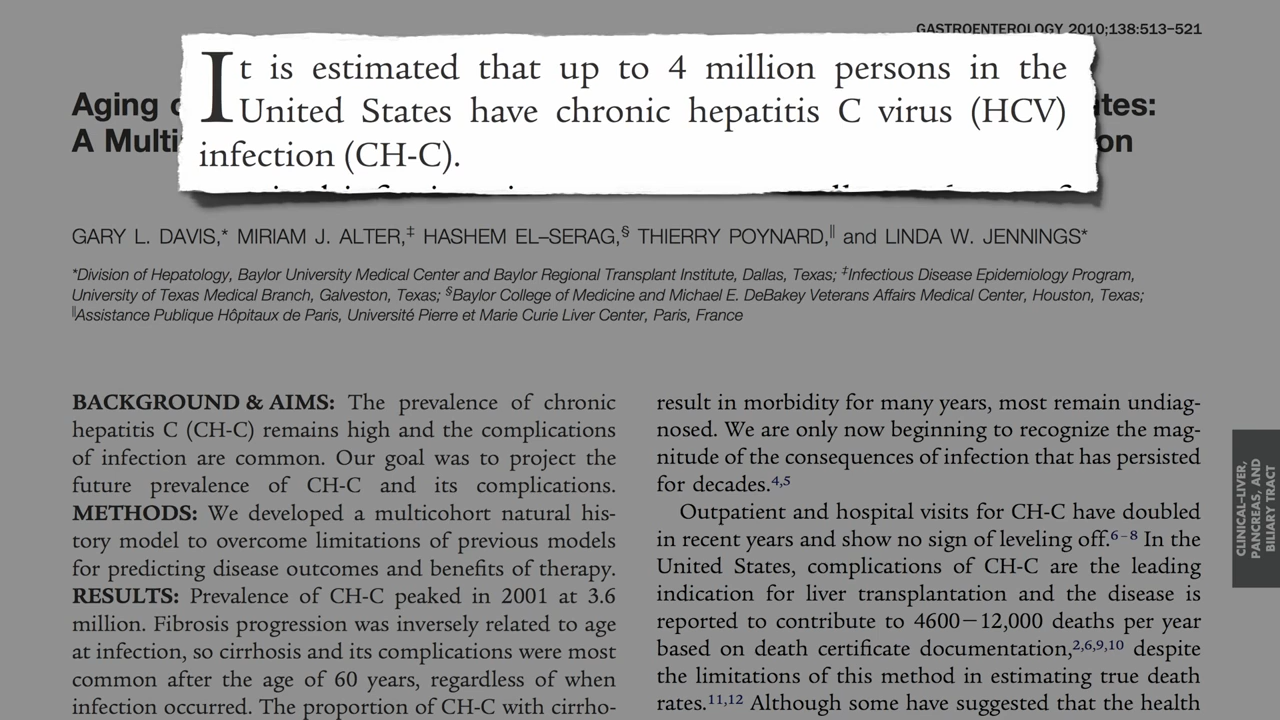 GASTROENTEROLOGY 2010;138:513–521
It is estimated that up to 4 million persons in the
United States have chronic hepatitis C virus (HCV)
infection (CH-C).
Aging
A Multi
GARY L. DAVIS,* MIRIAM J. ALTER,‡ HASHEM EL–SERAG,§ THIERRY POYNARD,‖ and LINDA W. JENNINGS*
*Division of Hepatology, Baylor University Medical Center and Baylor Regional Transplant Institute, Dallas, Texas; ‡Infectious Disease Epidemiology Program,
University of Texas Medical Branch, Galveston, Texas; §Baylor College of Medicine and Michael E. DeBakey Veterans Affairs Medical Center, Houston, Texas;
‖Assistance Publique Hôpitaux de Paris, Université Pierre et Marie Curie Liver Center, Paris, France
BACKGROUND & AIMS: The prevalence of chronic
hepatitis C (CH-C) remains high and the complications
of infection are common. Our goal was to project the
future prevalence of CH-C and its complications.
METHODS: We developed a multicohort natural his-
tory model to overcome limitations of previous models
for predicting disease outcomes and benefits of therapy.
RESULTS: Prevalence of CH-C peaked in 2001 at 3.6
million. Fibrosis progression was inversely related to age
at infection, so cirrhosis and its complications were most
common after the age of 60 years, regardless of when
infection occurred. The proportion of CH-C with cirrho-
result in morbidity for many years, most remain undiag-
nosed. We are only now beginning to recognize the mag-
nitude of the consequences of infection that has persisted
for decades.4,5
Outpatient and hospital visits for CH-C have doubled
in recent years and show no sign of leveling off.6–8 In the
United States, complications of CH-C are the leading
indication for liver transplantation and the disease is
reported to contribute to 4600–12,000 deaths per year
based on death certificate documentation,2,6,9,10 despite
the limitations of this method in estimating true death
rates.11,12 Although some have suggested that the health
CLINICAL–LIVER,
PANCREAS, AND
BILIARY TRACT